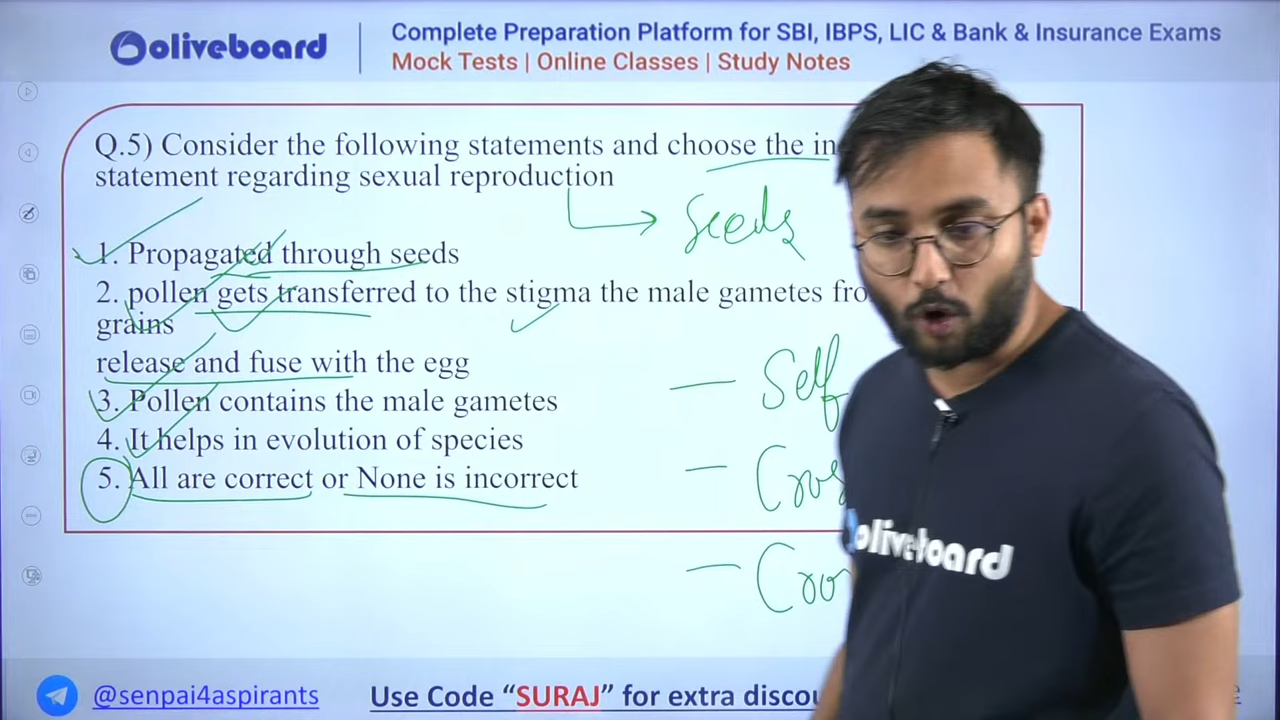 oliveboard
Complete Preparation Platform for SBI, IBPS, LIC & Bank & Insurance Exams
Mock Tests | Online Classes | Study Notes
Q.5) Consider the following statements and choose the in
statement regarding sexual reproduction
Seeds
1. Propagated through seeds
2. pollen gets transferred to the stigma the male gametes fro
grains
release and fuse with the egg
— Self
3. Pollen contains the male gametes
4. It helps in evolution of species
— Cros
5. All are correct or None is incorrect
oliveboard
— Cro
@senpai4aspirants
Use Code “SURAJ” for extra discou